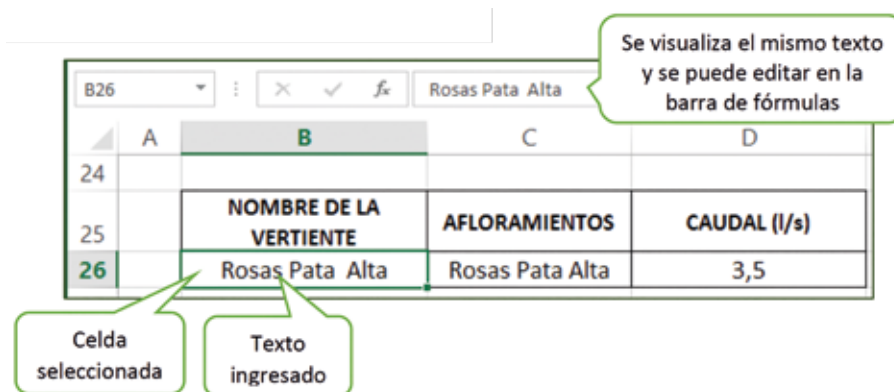 Se visualiza el mismo texto
y se puede editar en la
barra de fórmulas
B26 fx Rosas Pata  Alta
A B C D
24
25 NOMBRE DE LA VERTIENTE AFLORAMIENTOS CAUDAL (l/s)
26 Rosas Pata  Alta Rosas Pata Alta 3,5
Celda
seleccionada
Texto
ingresado